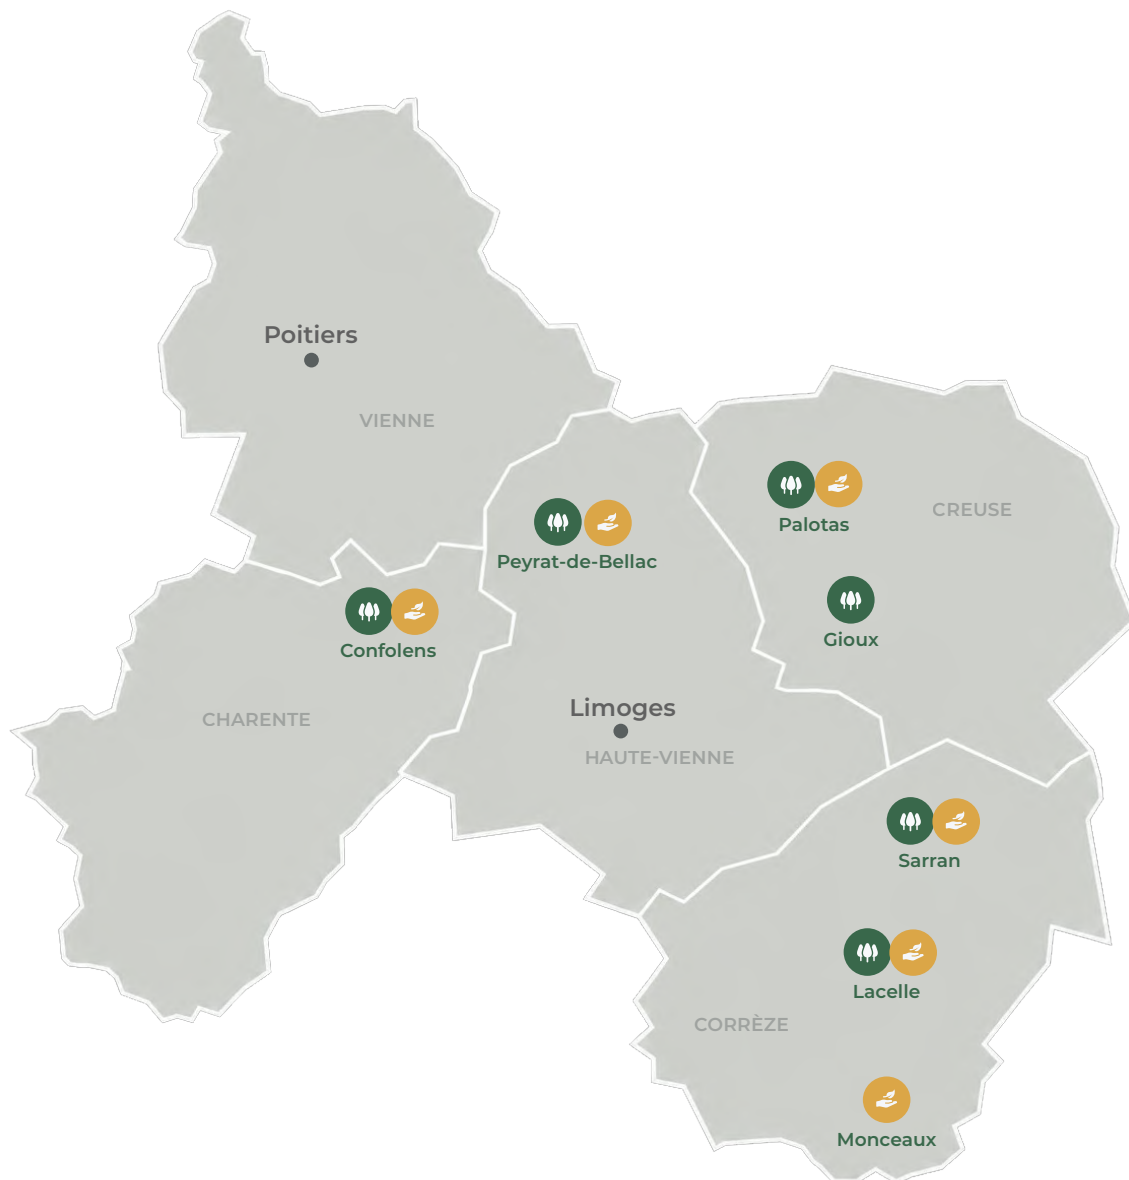 Poitiers
VIENNE
Palotas
CREUSE
Peyrat-de-Bellac
Gioux
Confolens
CHARENTE
Limoges
HAUTE-VIENNE
Sarran
Lacelle
CORRÈZE
Monceaux